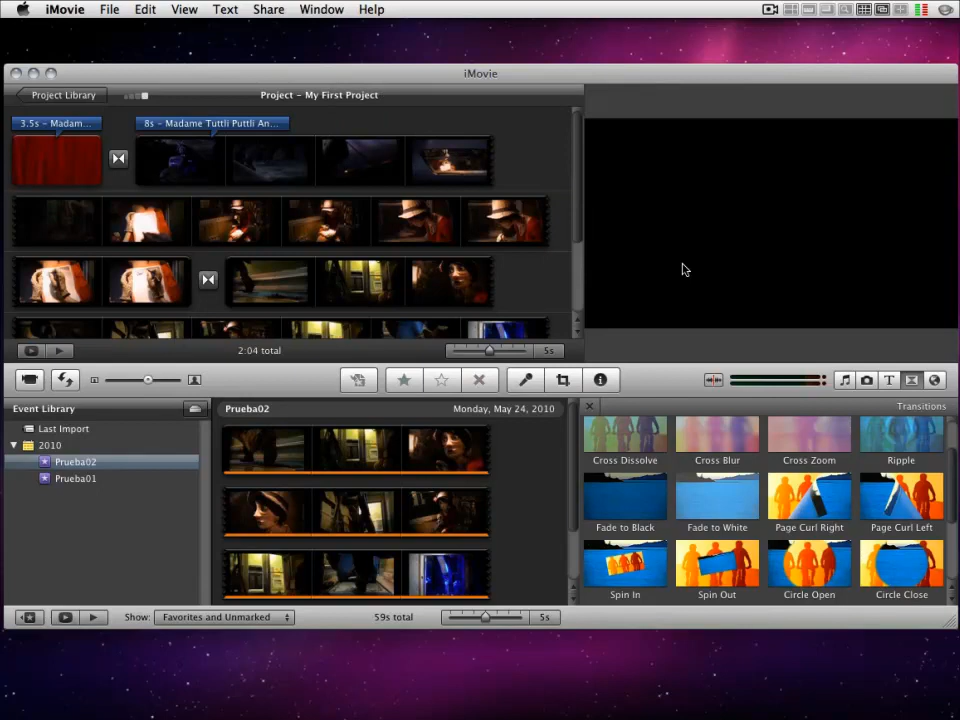 iMovie File Edit View Text Share Window Help
iMovie
Project Library
Project – My First Project
3.5s – Madam...
8s – Madame Tuttli Puttli An...
2:04 total
5s
Event Library
Prueba02
Monday, May 24, 2010
Transitions
Last Import
2010
Prueba02
Prueba01
Cross Dissolve
Cross Blur
Cross Zoom
Ripple
Fade to Black
Fade to White
Page Curl Right
Page Curl Left
Spin In
Spin Out
Circle Open
Circle Close
Show: Favorites and Unmarked
59s total
5s